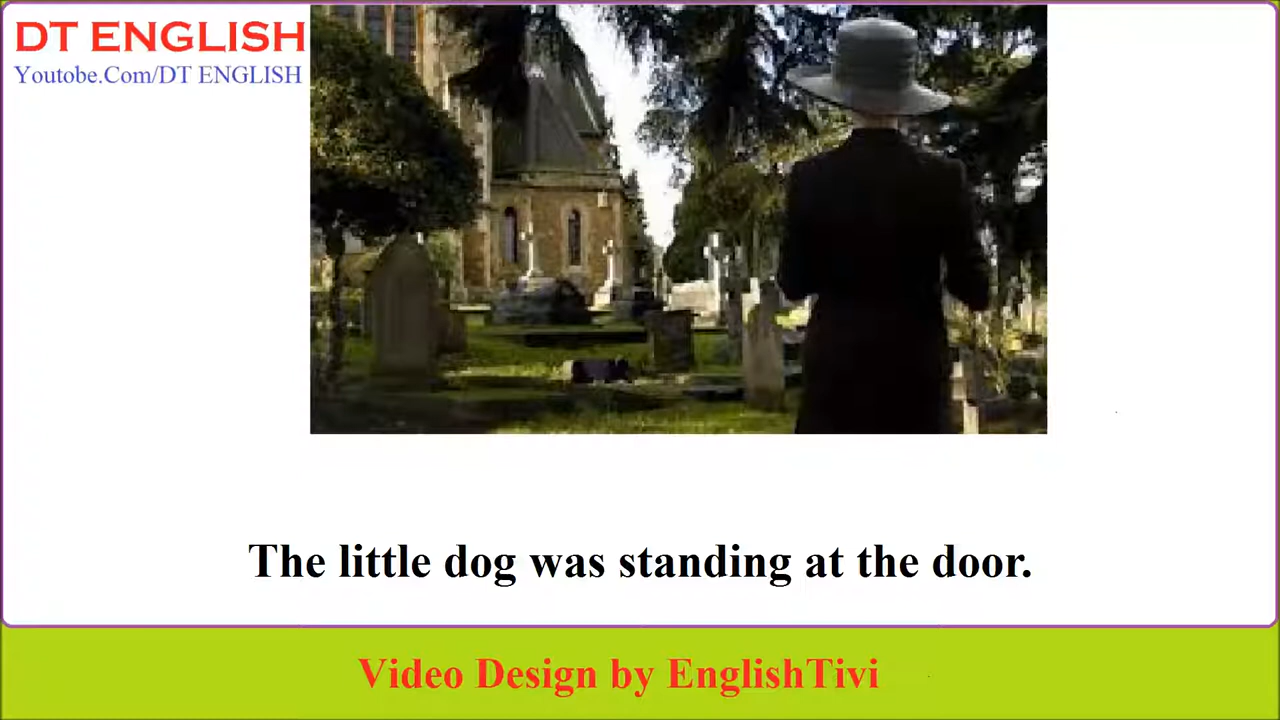 DT ENGLISH
Youtobe.Com/DT ENGLISH
The little dog was standing at the door.
Video Design by EnglishTivi